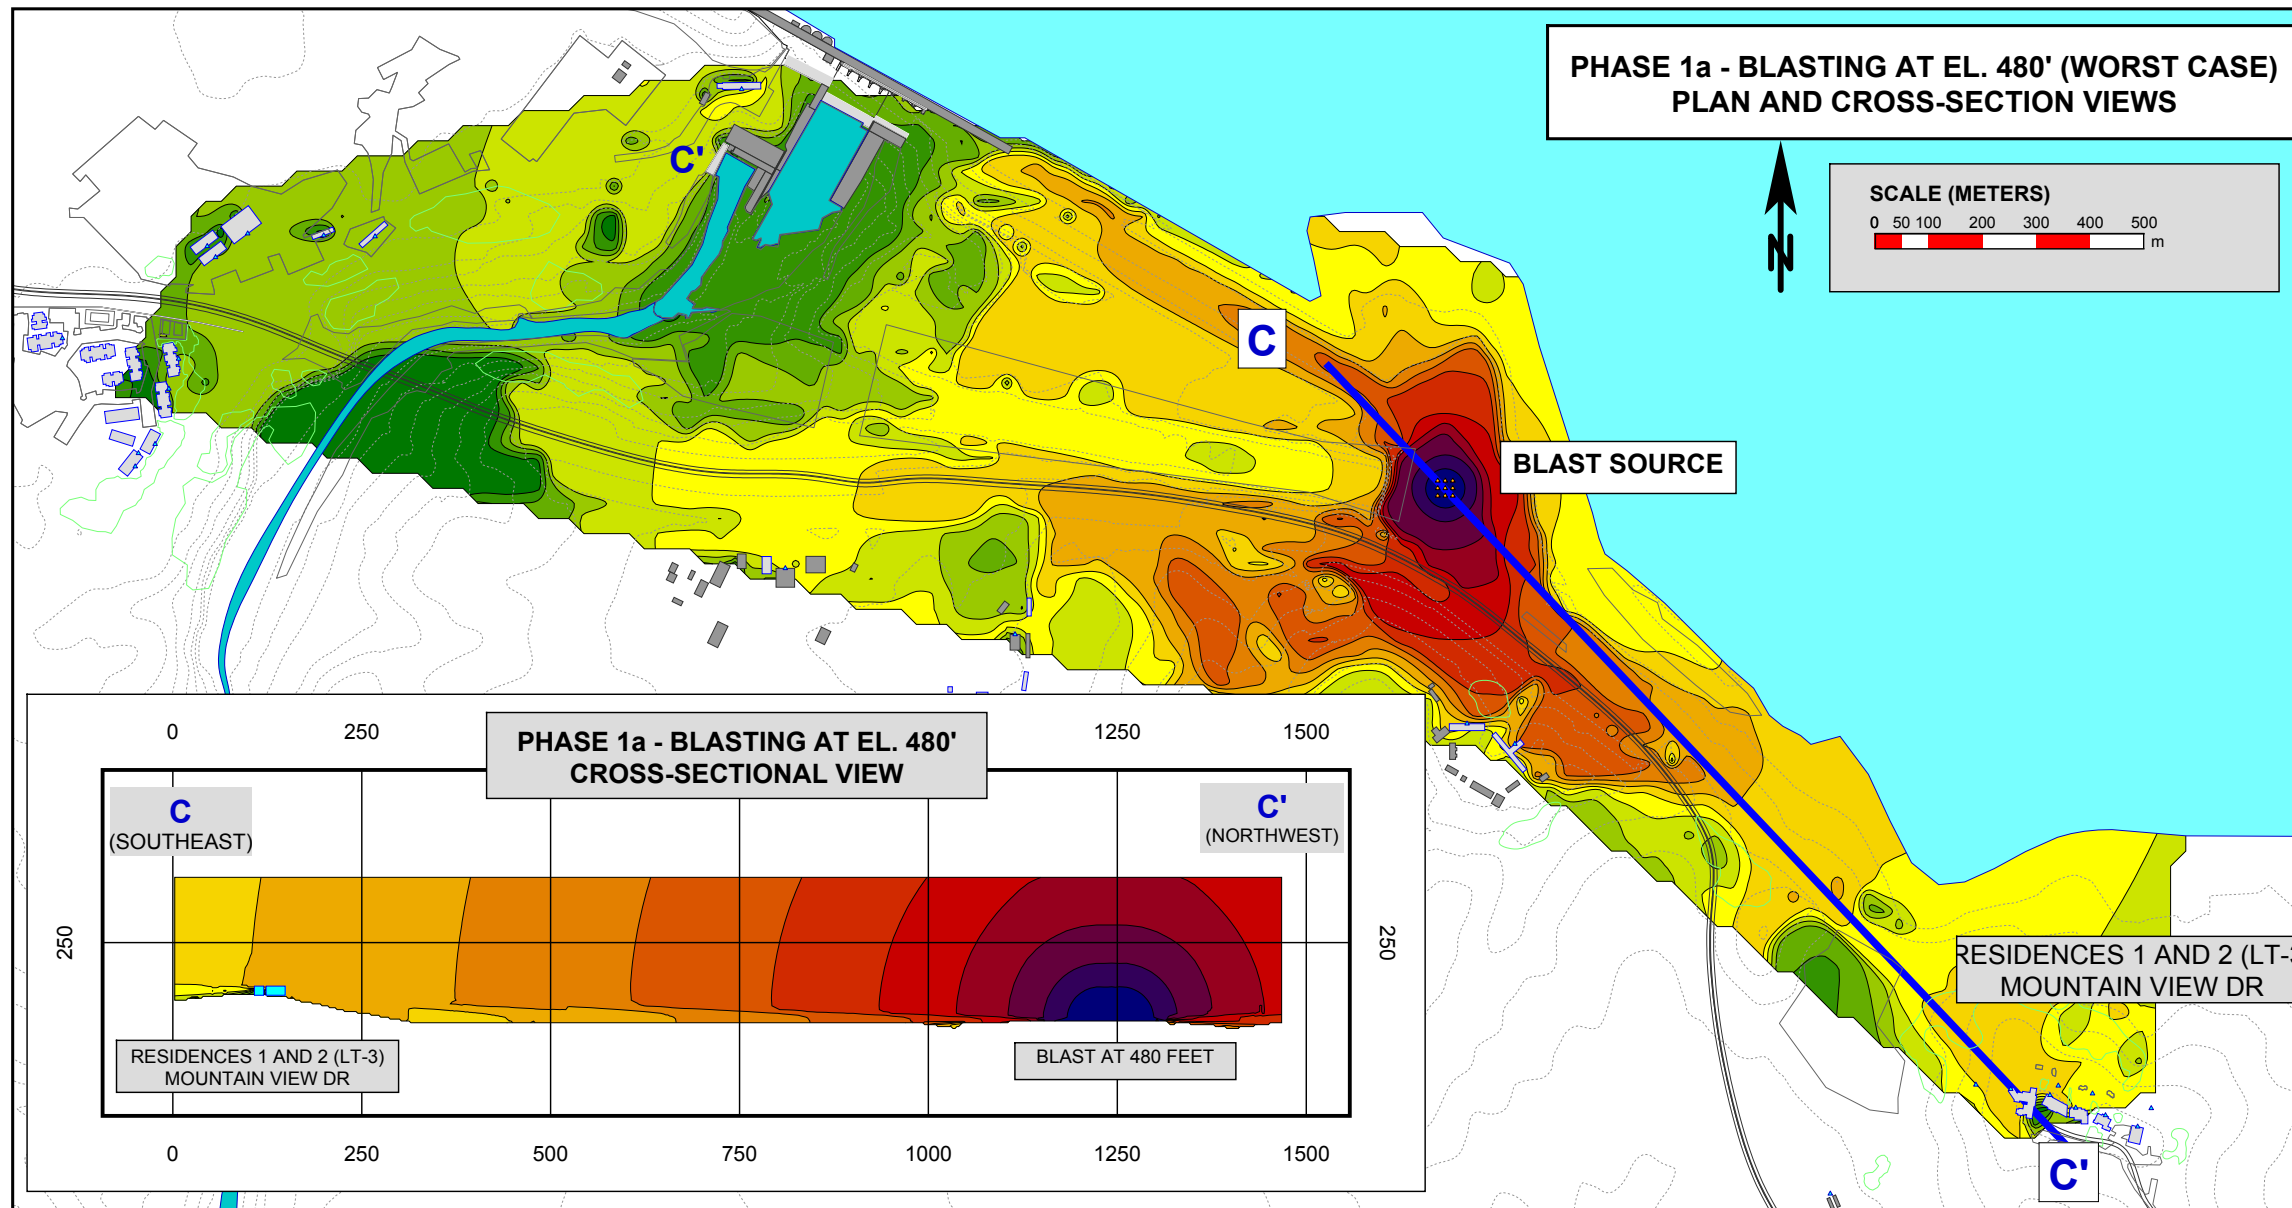 PHASE 1a - BLASTING AT EL. 480' (WORST CASE)
PLAN AND CROSS-SECTION VIEWS
N
SCALE (METERS)
0 50 100 200 300 400 500
m
C'
C
BLAST SOURCE
RESIDENCES 1 AND 2 (LT-3
MOUNTAIN VIEW DR
C'
0 250 1250 1500
PHASE 1a - BLASTING AT EL. 480'
CROSS-SECTIONAL VIEW
C
(SOUTHEAST)
C'
(NORTHWEST)
250
250
RESIDENCES 1 AND 2 (LT-3)
MOUNTAIN VIEW DR
BLAST AT 480 FEET
0 250 500 750 1000 1250 1500